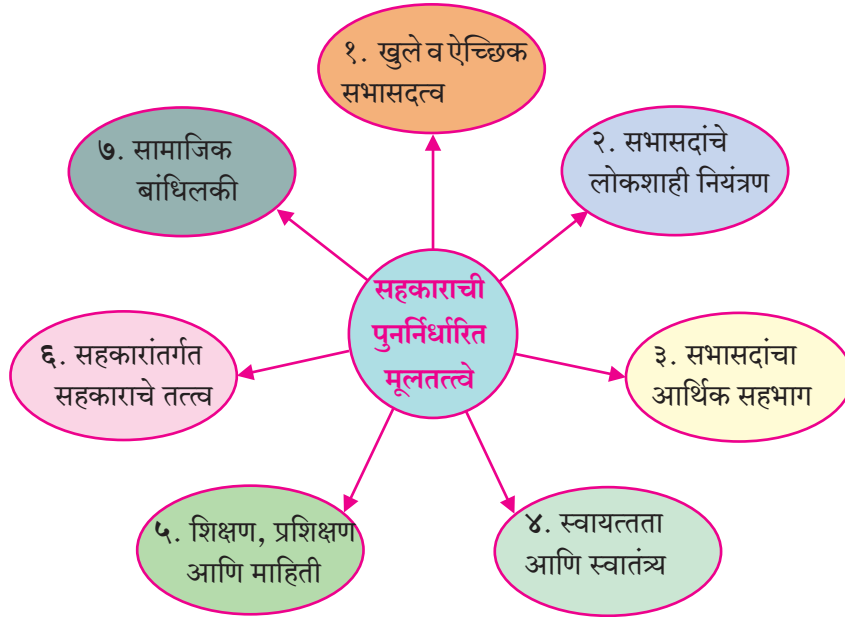 १. खुले व ऐच्छिक
सभासदत्व
२. सभासदांचे
लोकशाही नियंत्रण
३. सभासदांचा
आर्थिक सहभाग
४. स्वायत्तता
आणि स्वातंत्र्य
५. शिक्षण, प्रशिक्षण
आणि माहिती
६. सहकारांतर्गत
सहकाराचे तत्त्व
७. सामाजिक
बांधिलकी
सहकाराची
पुनर्निर्धारित
मूलतत्त्वे